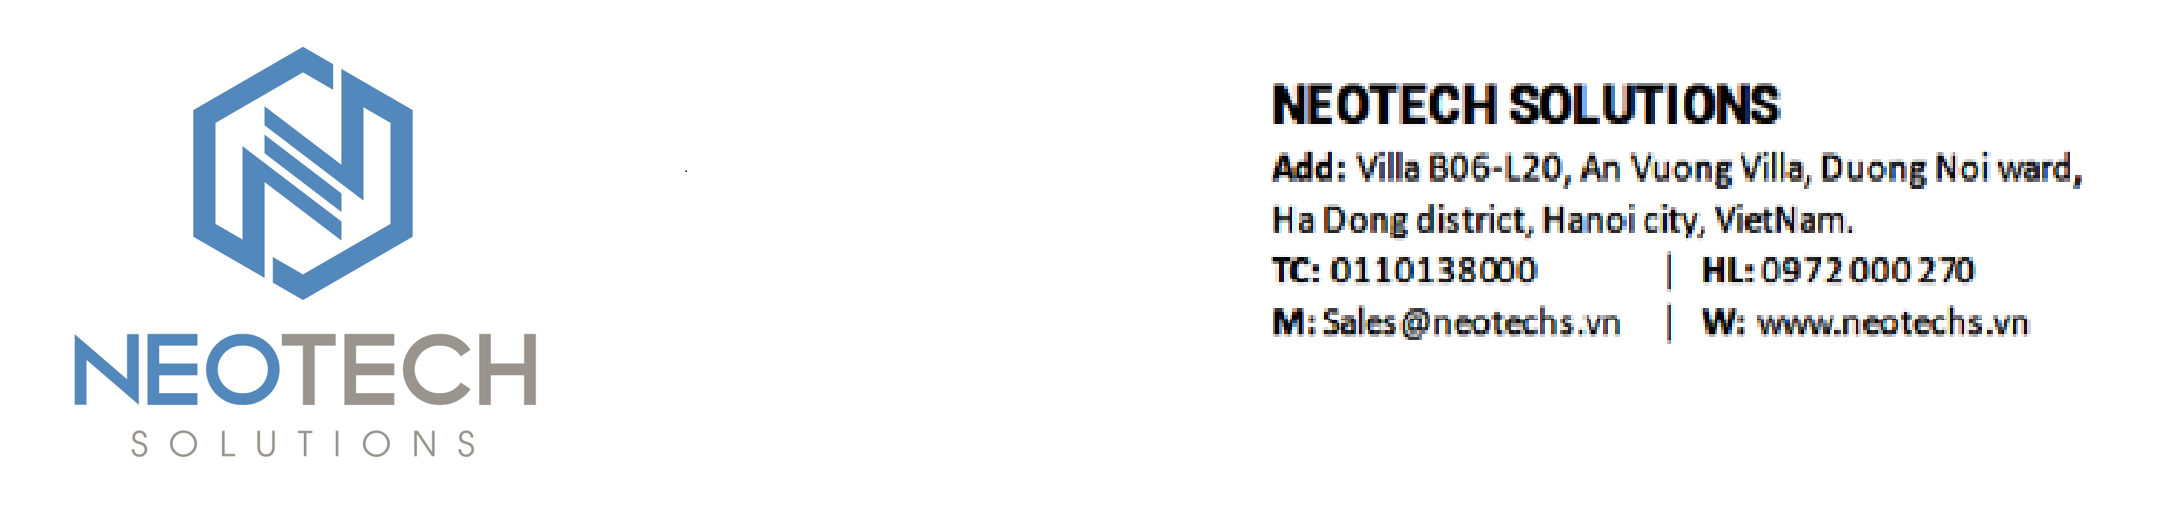 NEOTECH
SOLUTIONS
NEOTECH SOLUTIONS
Add: Villa B06-L20, An Vuong Villa, Duong Noi ward,
Ha Dong district, Hanoi city, VietNam.
TC: 0110138000 | HL: 0972 000 270
M: Sales@neotechs.vn | W: www.neotechs.vn